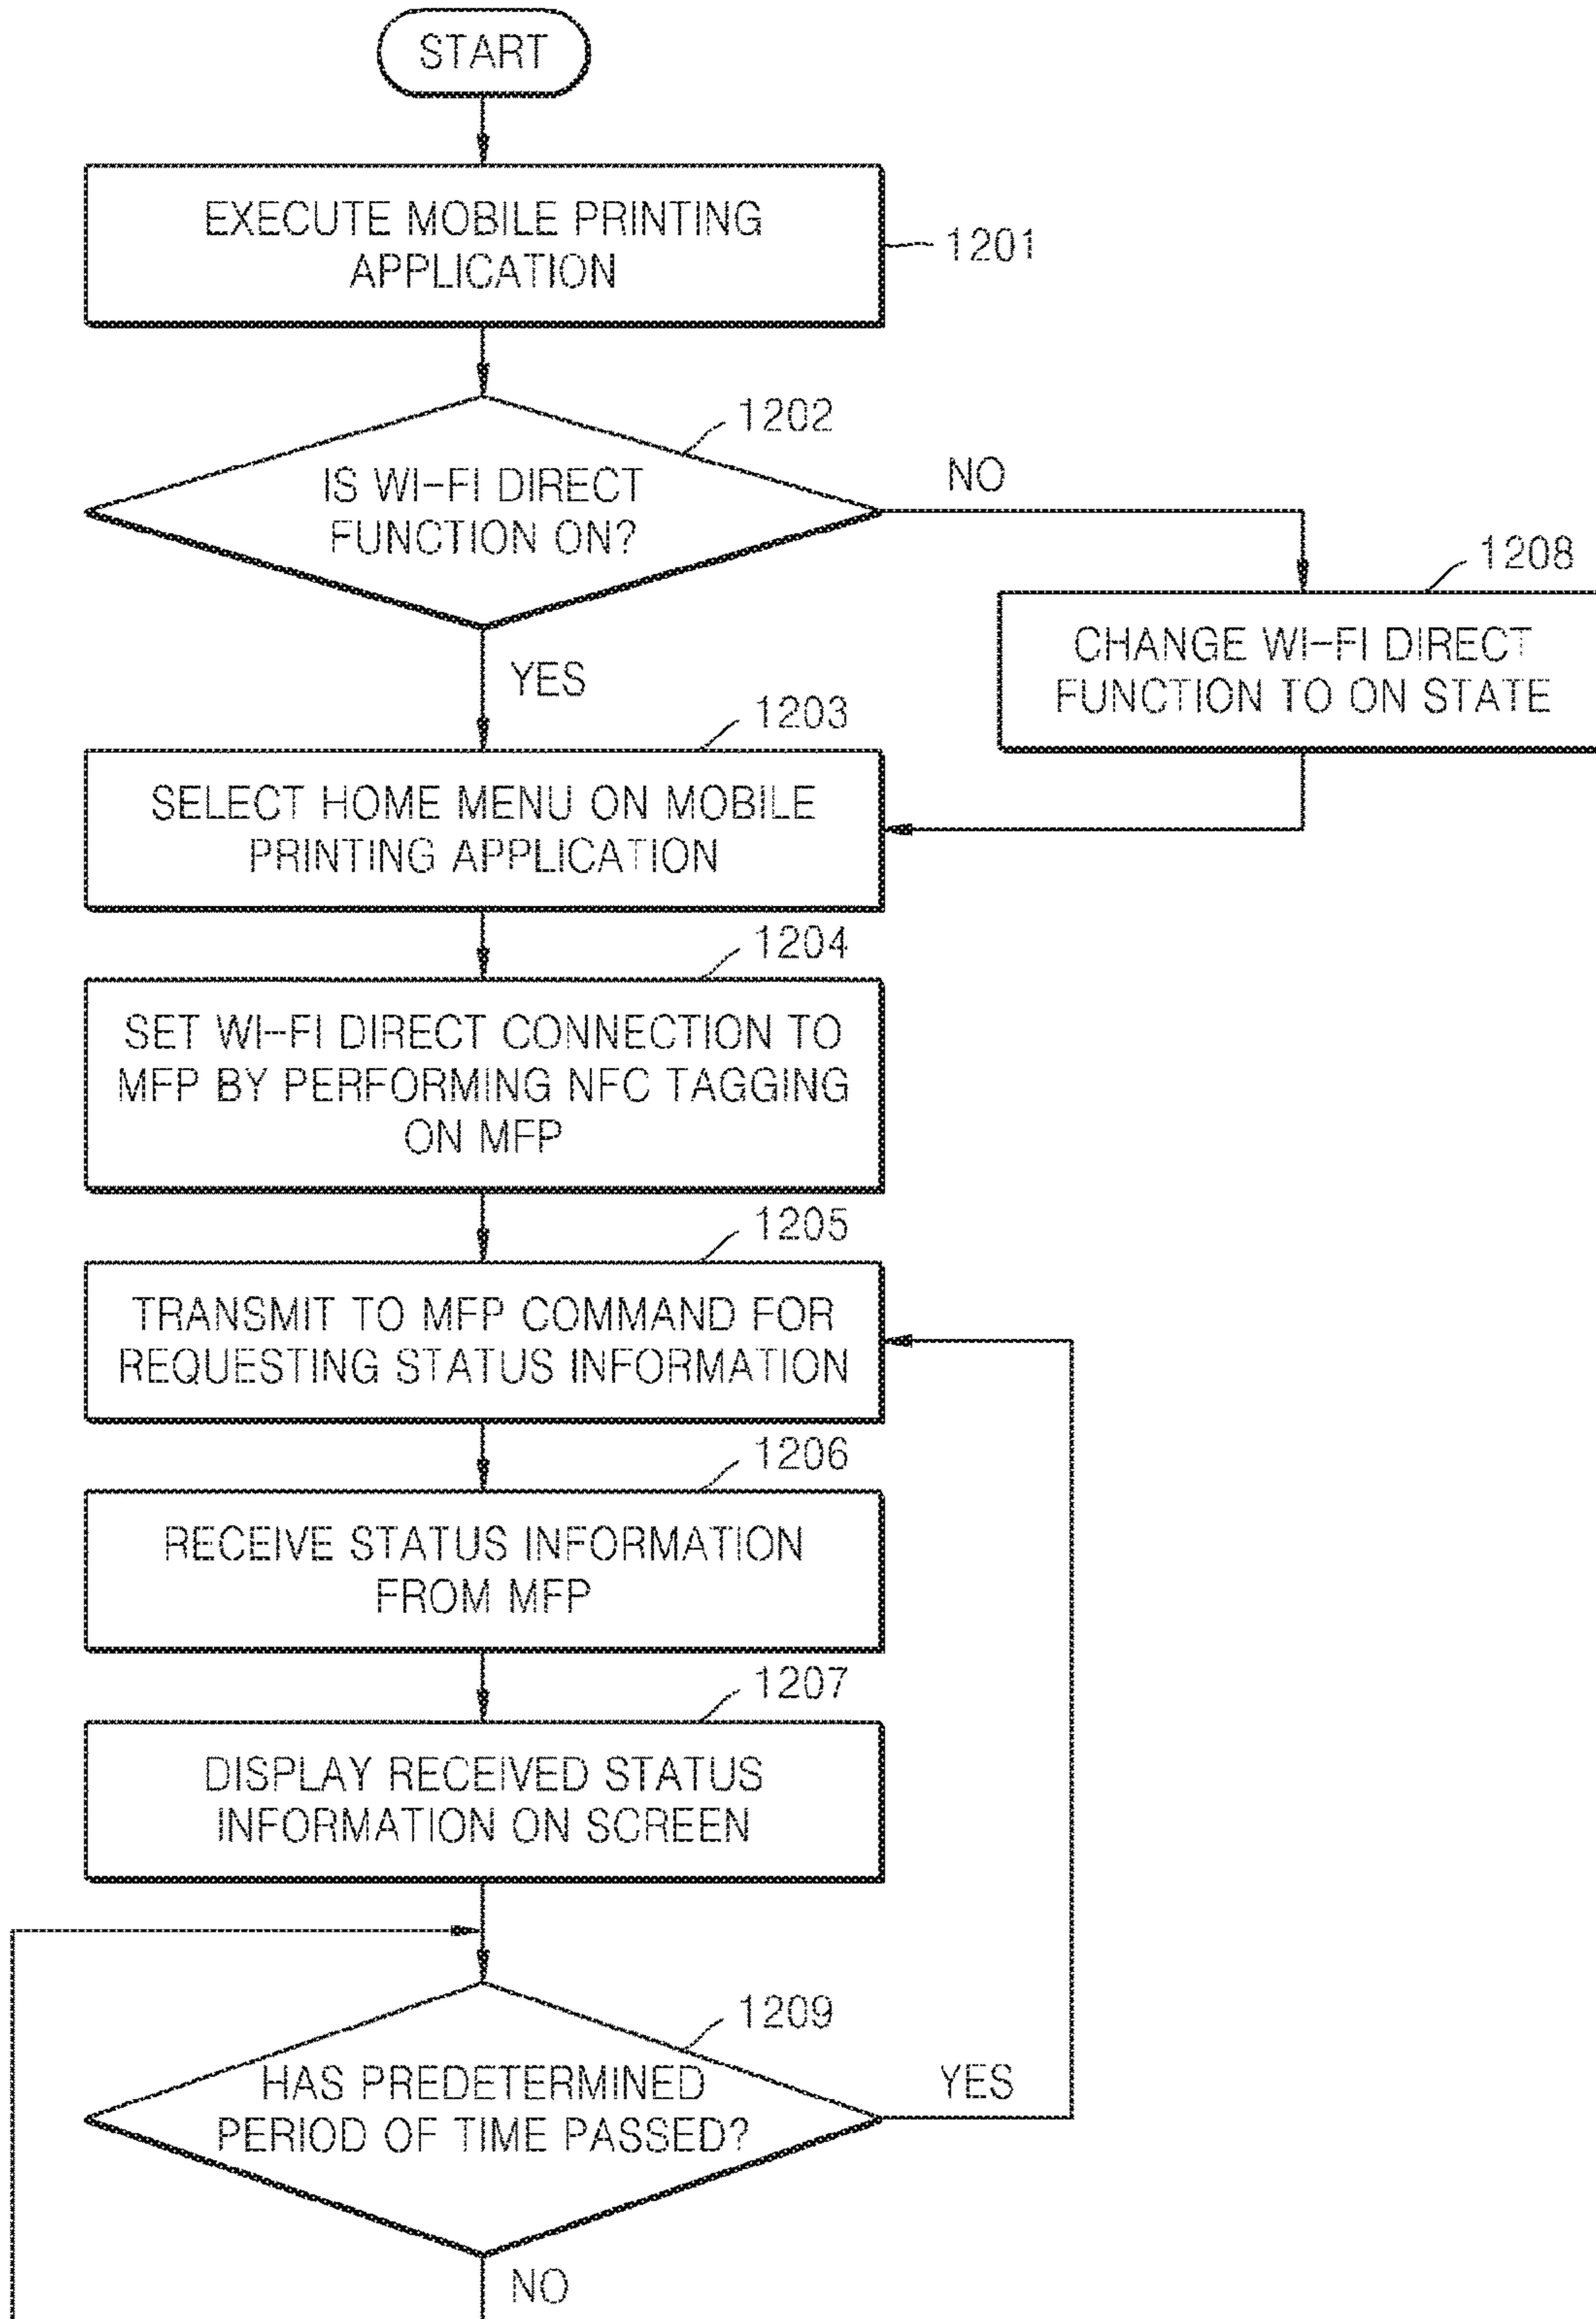 START
EXECUTE MOBILE PRINTING
APPLICATION
1201
1202
IS WI-FI DIRECT
FUNCTION ON?
NO
1208
CHANGE WI-FI DIRECT
FUNCTION TO ON STATE
YES
1203
SELECT HOME MENU ON MOBILE
PRINTING APPLICATION
1204
SET WI-FI DIRECT CONNECTION TO
MFP BY PERFORMING NFC TAGGING
ON MFP
1205
TRANSMIT TO MFP COMMAND FOR
REQUESTING STATUS INFORMATION
1206
RECEIVE STATUS INFORMATION
FROM MFP
1207
DISPLAY RECEIVED STATUS
INFORMATION ON SCREEN
1209
HAS PREDETERMINED
PERIOD OF TIME PASSED?
YES
NO